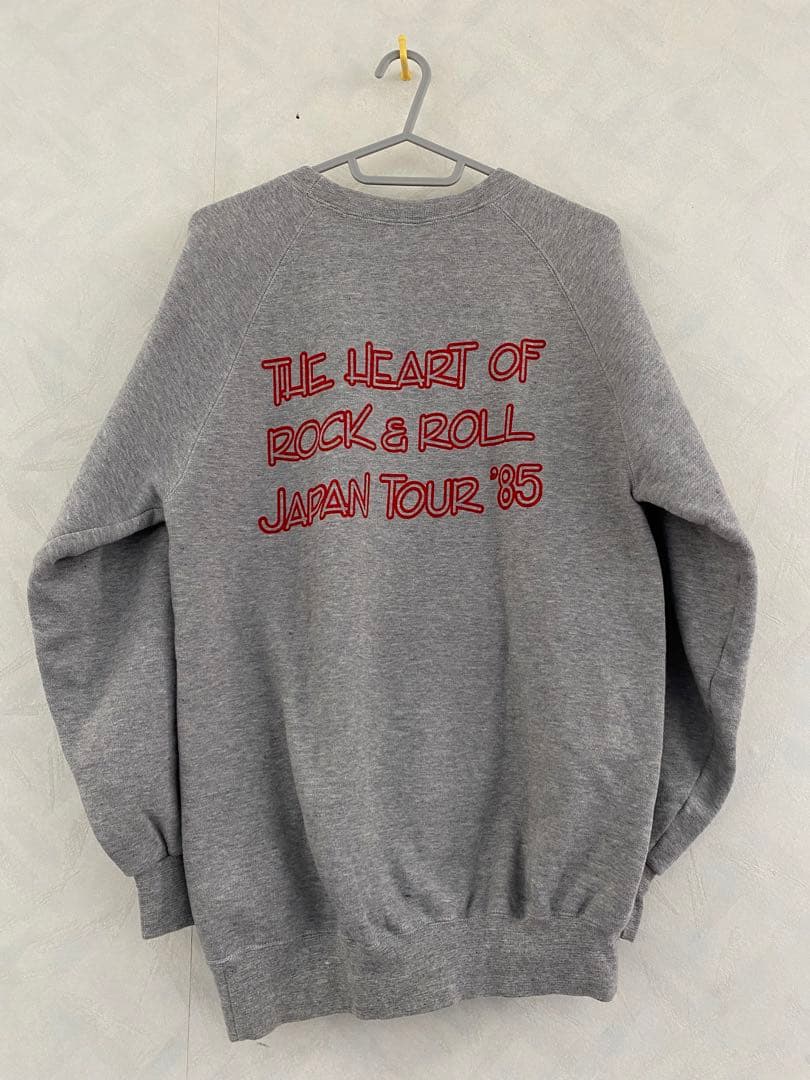 THE HEART OF
ROCK & ROLL
JAPAN TOUR '85